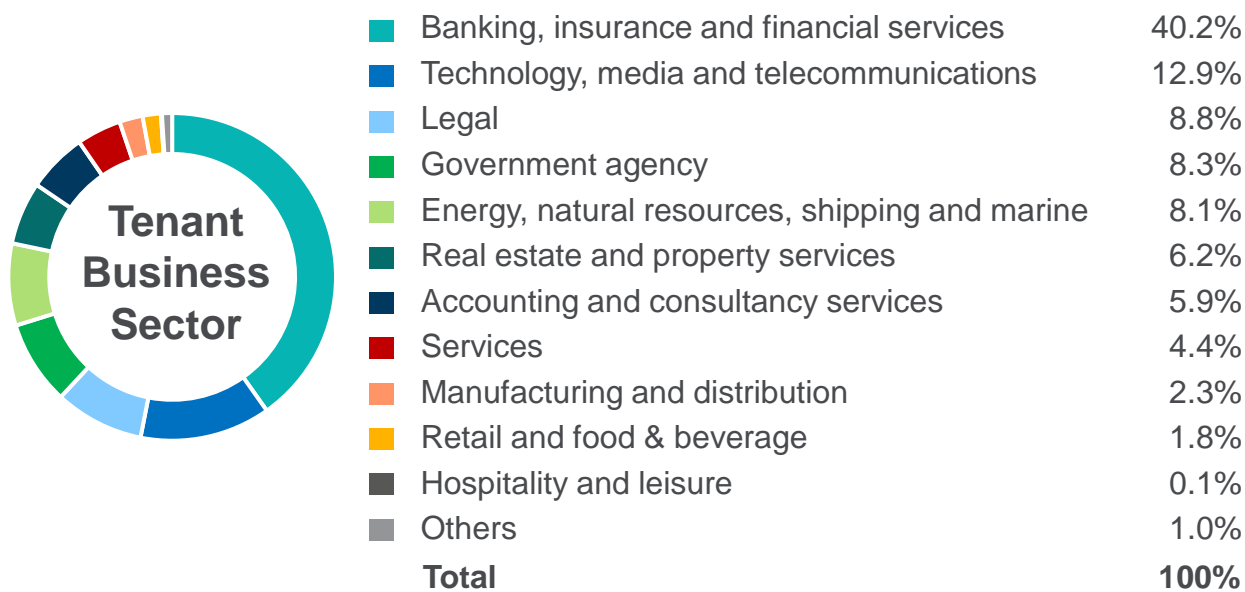 Tenant
Business
Sector
Banking, insurance and financial services 40.2%
Technology, media and telecommunications 12.9%
Legal 8.8%
Government agency 8.3%
Energy, natural resources, shipping and marine 8.1%
Real estate and property services 6.2%
Accounting and consultancy services 5.9%
Services 4.4%
Manufacturing and distribution 2.3%
Retail and food & beverage 1.8%
Hospitality and leisure 0.1%
Others 1.0%
Total 100%